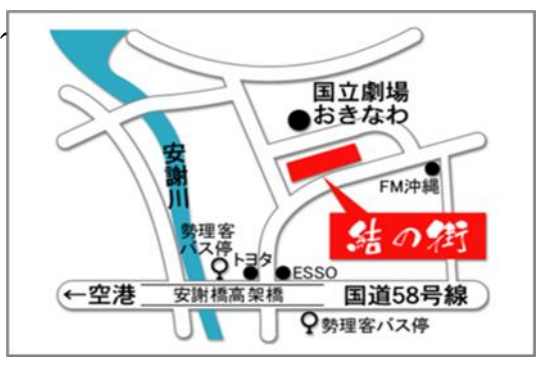 国立劇場
おきなわ
安謝川
FM沖縄
結の街
勢理客
バス停
トヨタ
ESSO
←空港
安謝橋高架橋
国道58号線
勢理客バス停